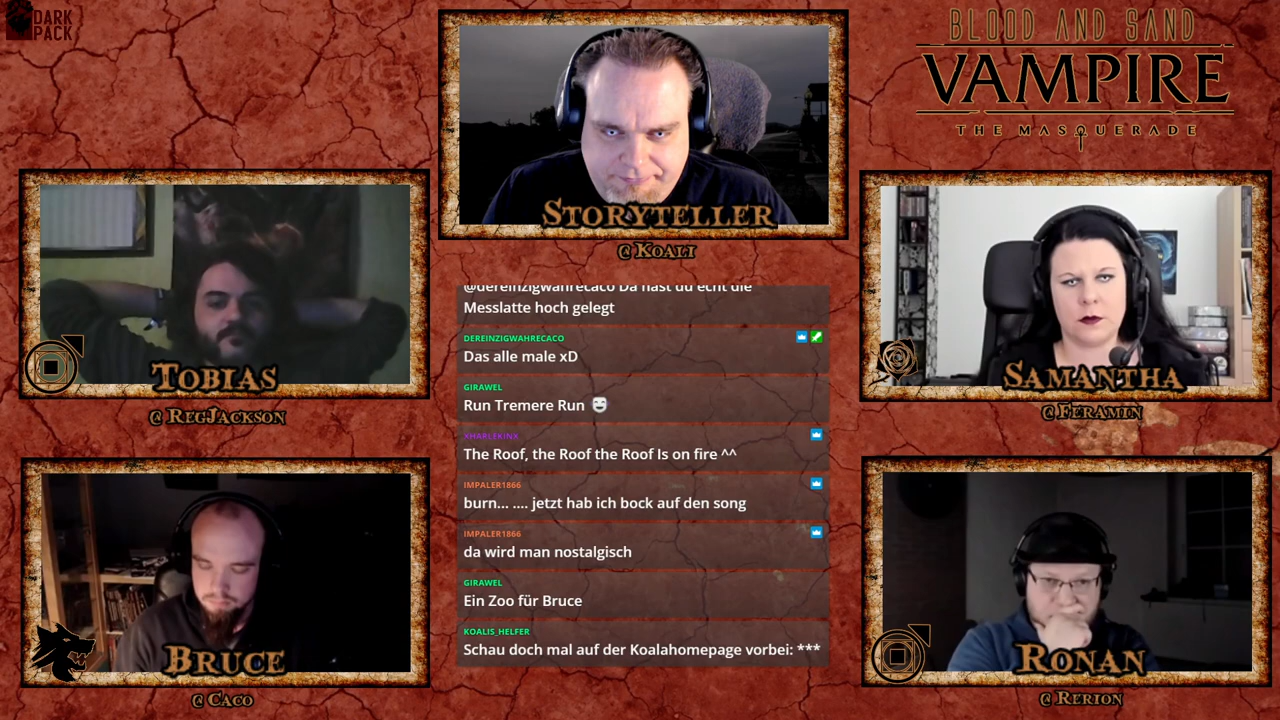 DARK
PACK
BLOOD AND SAND
VAMPIRE
THE MASQUERADE
STORYTELLER
@ KOALI
TOBIAS
@ REGJACKSON
SAMANTHA
@ FERAMIN
@dereinzigwahrecaco Da hast du echt die
Messlatte hoch gelegt
DEREINZIGWAHRECACO
Das alle male xD
GIRAWEL
Run Tremere Run
XHARLEKINX
The Roof, the Roof the Roof Is on fire ^^
IMPALER1866
burn... .... jetzt hab ich bock auf den song
IMPALER1866
da wird man nostalgisch
GIRAWEL
Ein Zoo für Bruce
KOALIS_HELFER
Schau doch mal auf der Koalahomepage vorbei: ***
BRUCE
@ CACO
RONAN
@ RERION